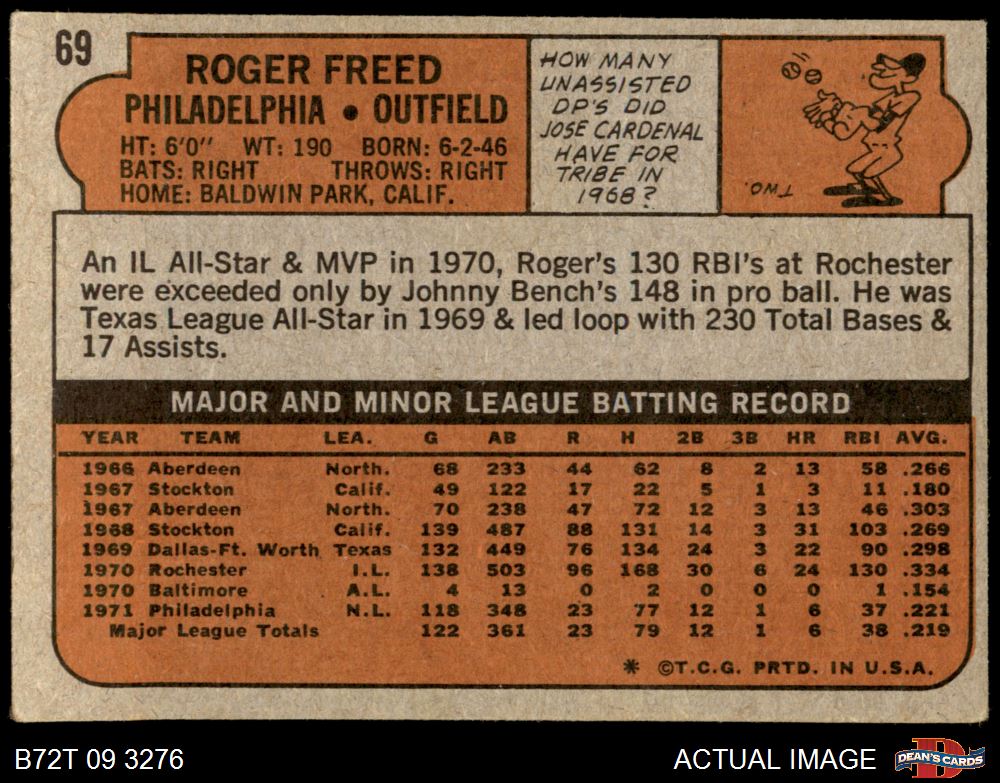 69
ROGER FREED
PHILADELPHIA • OUTFIELD
HT: 6'0" WT: 190 BORN: 6-2-46
BATS: RIGHT THROWS: RIGHT
HOME: BALDWIN PARK, CALIF.
HOW MANY
UNASSISTED
DP'S DID
JOSE CARDENAL
HAVE FOR
TRIBE IN
1968?
TWO.
An IL All-Star & MVP in 1970, Roger's 130 RBI's at Rochester
were exceeded only by Johnny Bench's 148 in pro ball. He was
Texas League All-Star in 1969 & led loop with 230 Total Bases &
17 Assists.
MAJOR AND MINOR LEAGUE BATTING RECORD
YEAR TEAM LEA. G AB R H 2B 3B HR RBI AVG.
1966 Aberdeen North. 68 233 44 62 8 2 13 58 .266
1967 Stockton Calif. 49 122 17 22 5 1 3 11 .180
1967 Aberdeen North. 70 238 47 72 12 3 13 46 .303
1968 Stockton Calif. 139 487 88 131 14 3 31 103 .269
1969 Dallas-Ft. Worth Texas 132 449 76 134 24 3 22 90 .298
1970 Rochester I.L. 138 503 96 168 30 6 24 130 .334
1970 Baltimore A.L. 4 13 0 2 0 0 0 1 .154
1971 Philadelphia N.L. 118 348 23 77 12 1 6 37 .221
Major League Totals 122 361 23 79 12 1 6 38 .219
* ©T.C.G. PRTD. IN U.S.A.
B72T 09 3276
ACTUAL IMAGE
D
DEAN'S CARDS